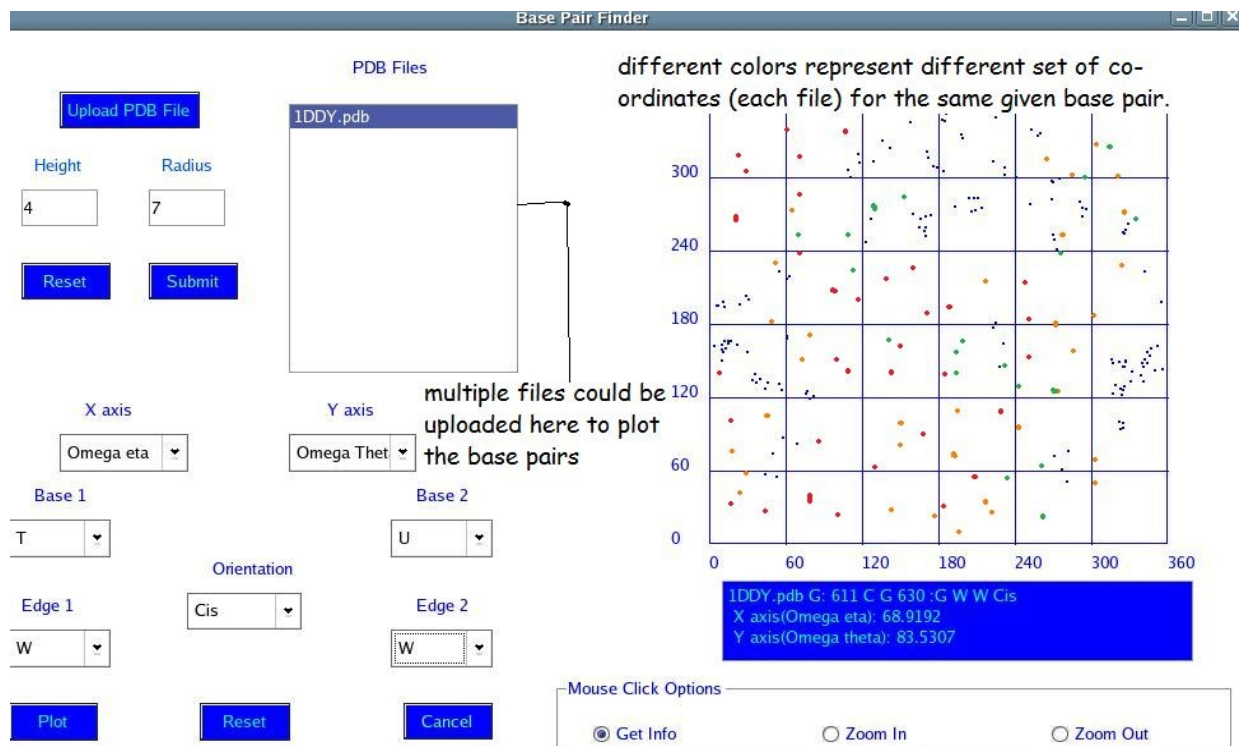 Base Pair Finder
PDB Files
Upload PDB File
1DDY.pdb
Height
Radius
4
7
Reset
Submit
different colors represent different set of co-
ordinates (each file) for the same given base pair.
multiple files could be
uploaded here to plot
the base pairs
X axis
Y axis
Omega eta
Omega Thet
Base 1
Base 2
T
U
Orientation
Cis
Edge 1
Edge 2
W
W
Plot
Reset
Cancel
300
240
180
120
60
0
0 60 120 180 240 300 360
1DDY.pdb G: 611 C G 630 :G W W Cis
X axis(Omega eta): 68.9192
Y axis(Omega theta): 83.5307
Mouse Click Options
Get Info
Zoom In
Zoom Out